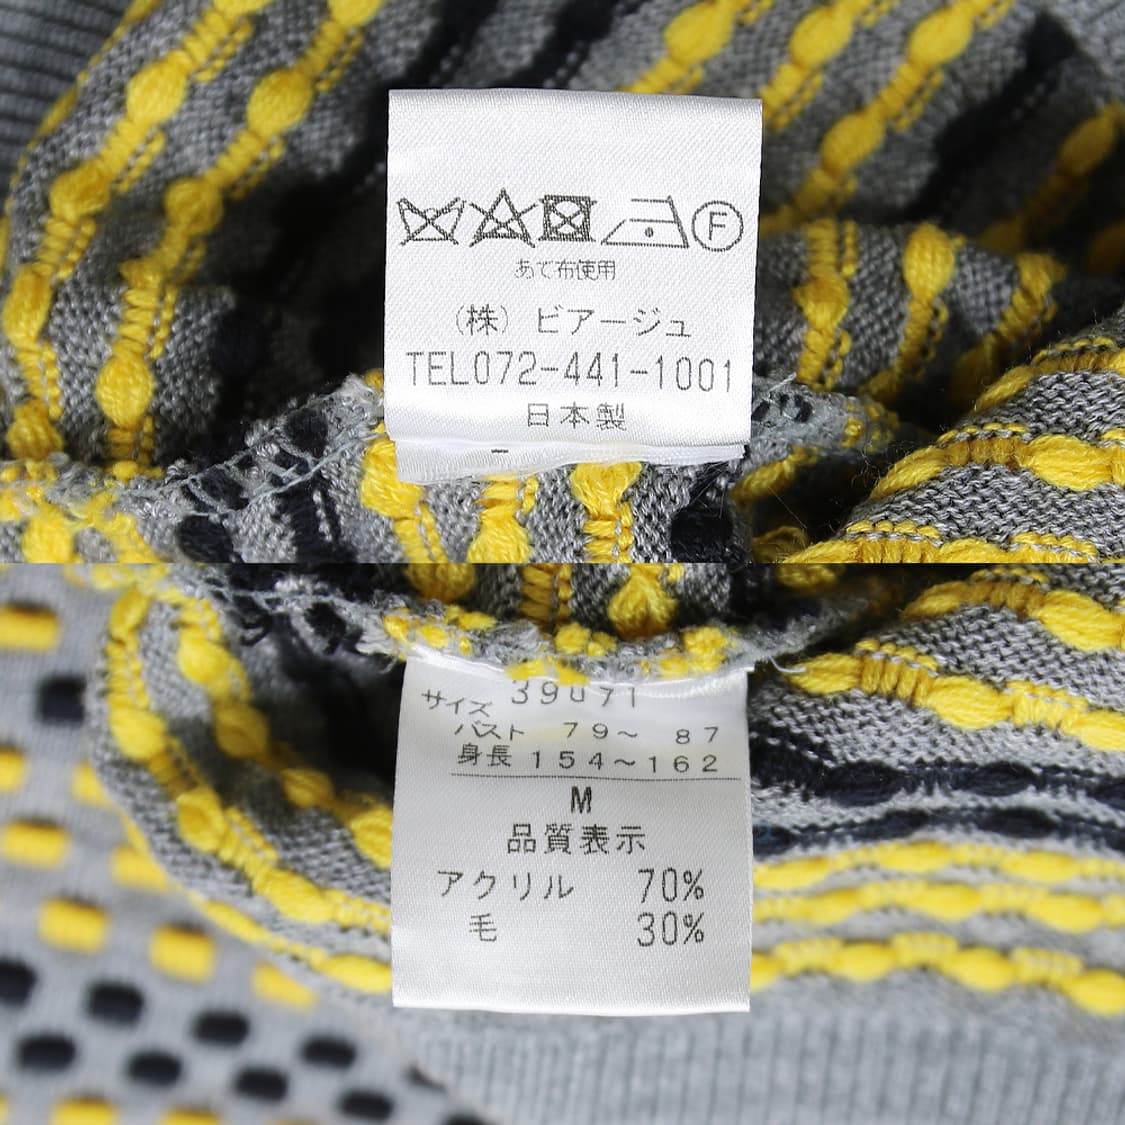 F
あて布使用
（株）ビアージュ
TEL072-441-1001
日本製
サイズ 39071
バスト 79～ 87
身長 154～162
M
品質表示
アクリル 70%
毛 30%